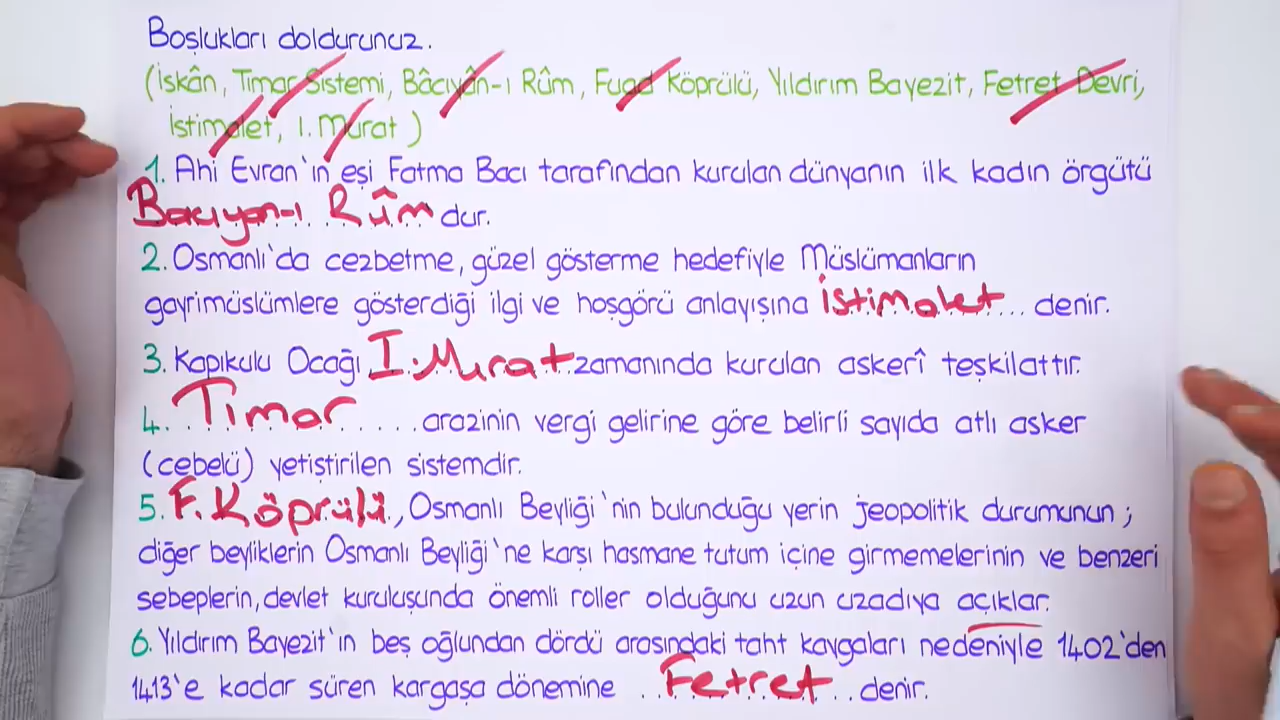 Boşlukları doldurunuz.
(İskân, Tımar Sistemi, Bâcıyân-ı Rûm, Fuad Köprülü, Yıldırım Bayezit, Fetret Devri,
İstimalet, I. Murat )
1. Ahi Evran'ın eşi Fatma Bacı tarafından kurulan dünyanın ilk kadın örgütü
Bacıyan-ı Rûm dur.
2. Osmanlı'da cezbetme, güzel gösterme hedefiyle Müslümanların
gayrimüslümlere gösterdiği ilgi ve hoşgörü anlayışına istimalet... denir.
3. Kapıkulu Ocağı I. Murat zamanında kurulan askerî teşkilattır.
4. Tımar ..... arazinin vergi gelirine göre belirli sayıda atlı asker
(cebelü) yetiştirilen sistemdir.
5. F. Köprülü, Osmanlı Beyliği'nin bulunduğu yerin jeopolitik durumunun;
diğer beyliklerin Osmanlı Beyliği'ne karşı hasmane tutum içine girmemelerinin ve benzeri
sebeplerin, devlet kuruluşunda önemli roller olduğunu uzun uzadıya açıklar.
6. Yıldırım Bayezit'ın beş oğlundan dördü arasındaki taht kaygaları nedeniyle 1402'den
1413'e kadar süren kargaşa dönemine ..Fetret.. denir.